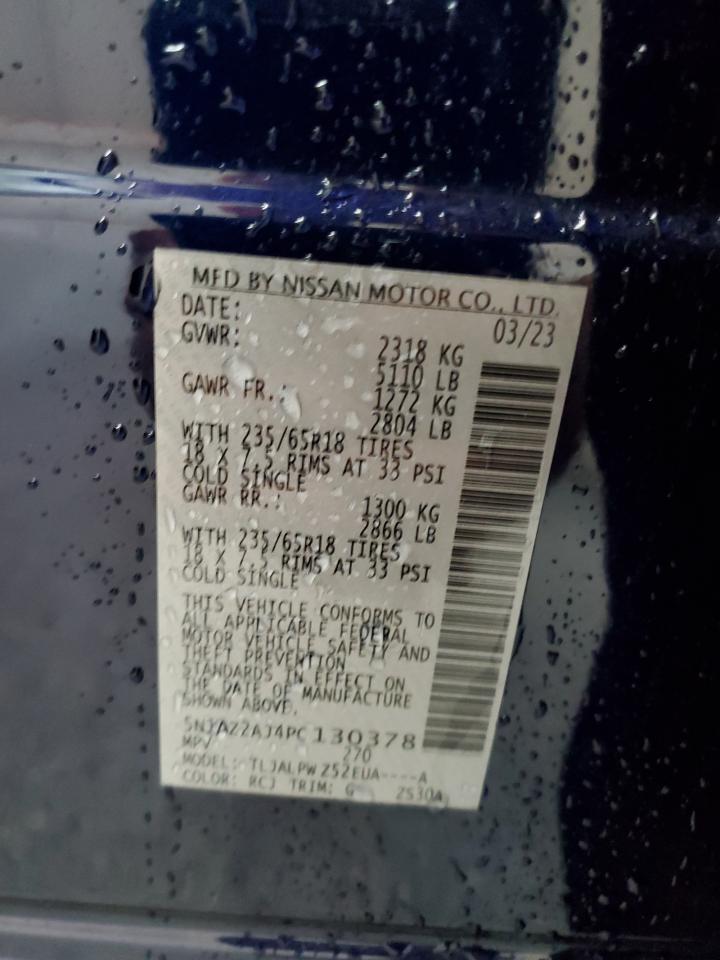 MFD BY NISSAN MOTOR CO., LTD.
DATE: 03/23
GVWR: 2318 KG
5110 LB
GAWR FR.: 1272 KG
2804 LB
WITH 235/65R18 TIRES
18 X 7.5 RIMS AT 33 PSI
COLD SINGLE
GAWR RR.: 1300 KG
2866 LB
WITH 235/65R18 TIRES
18 X 7.5 RIMS AT 33 PSI
COLD SINGLE
THIS VEHICLE CONFORMS TO
ALL APPLICABLE FEDERAL
MOTOR VEHICLE SAFETY AND
THEFT PREVENTION
STANDARDS IN EFFECT ON
THE DATE OF MANUFACTURE
SHOWN ABOVE.
130378
MPV 270
MODEL: TLJALPW Z52EUA----A
COLOR: RCJ TRIM: G Z530A